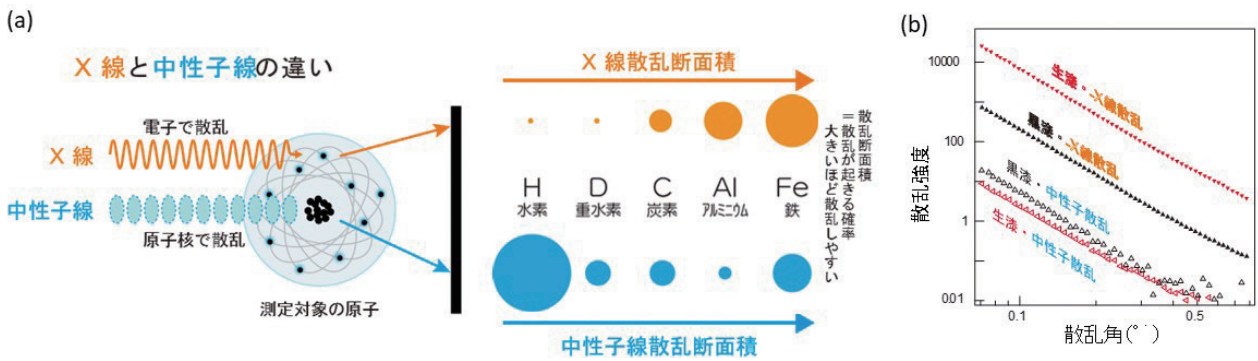 (a)
X 線と中性子線の違い
電子で散乱
X 線
中性子線
原子核で散乱
測定対象の原子
X 線散乱断面積
H
水素
D
重水素
C
炭素
Al
アルミニウム
Fe
鉄
中性子線散乱断面積
散乱断面積
=散乱が起きる確率
大きいほど散乱しやすい
(b)
散乱強度
10000
100
1
001
生漆・-X線散乱
黒漆・-X線散乱
黒漆・中性子散乱
生漆・中性子散乱
0.1
0.5
散乱角(°)